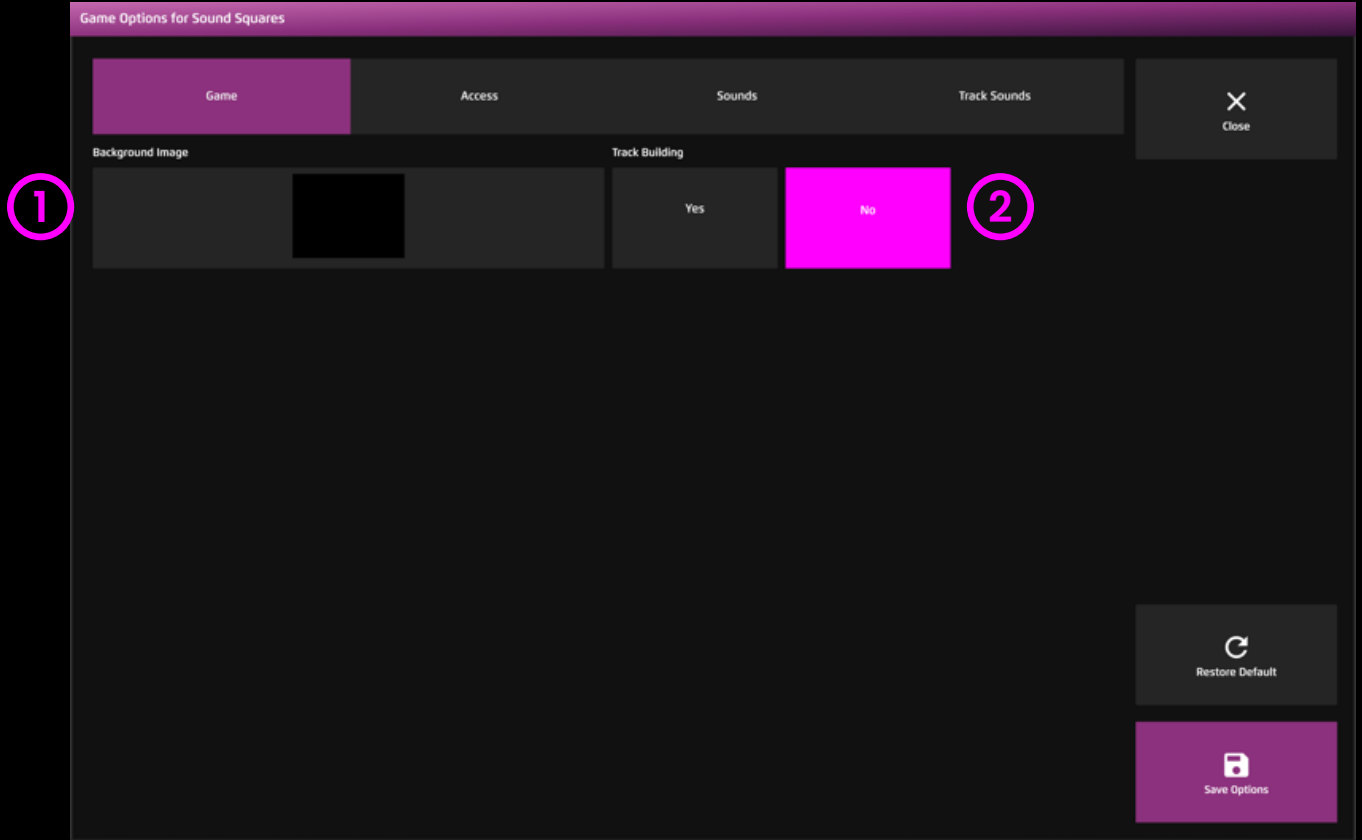 Game Options for Sound Squares
Game
Access
Sounds
Track Sounds
Close
Background Image
Track Building
1
Yes
No
2
Restore Default
Save Options